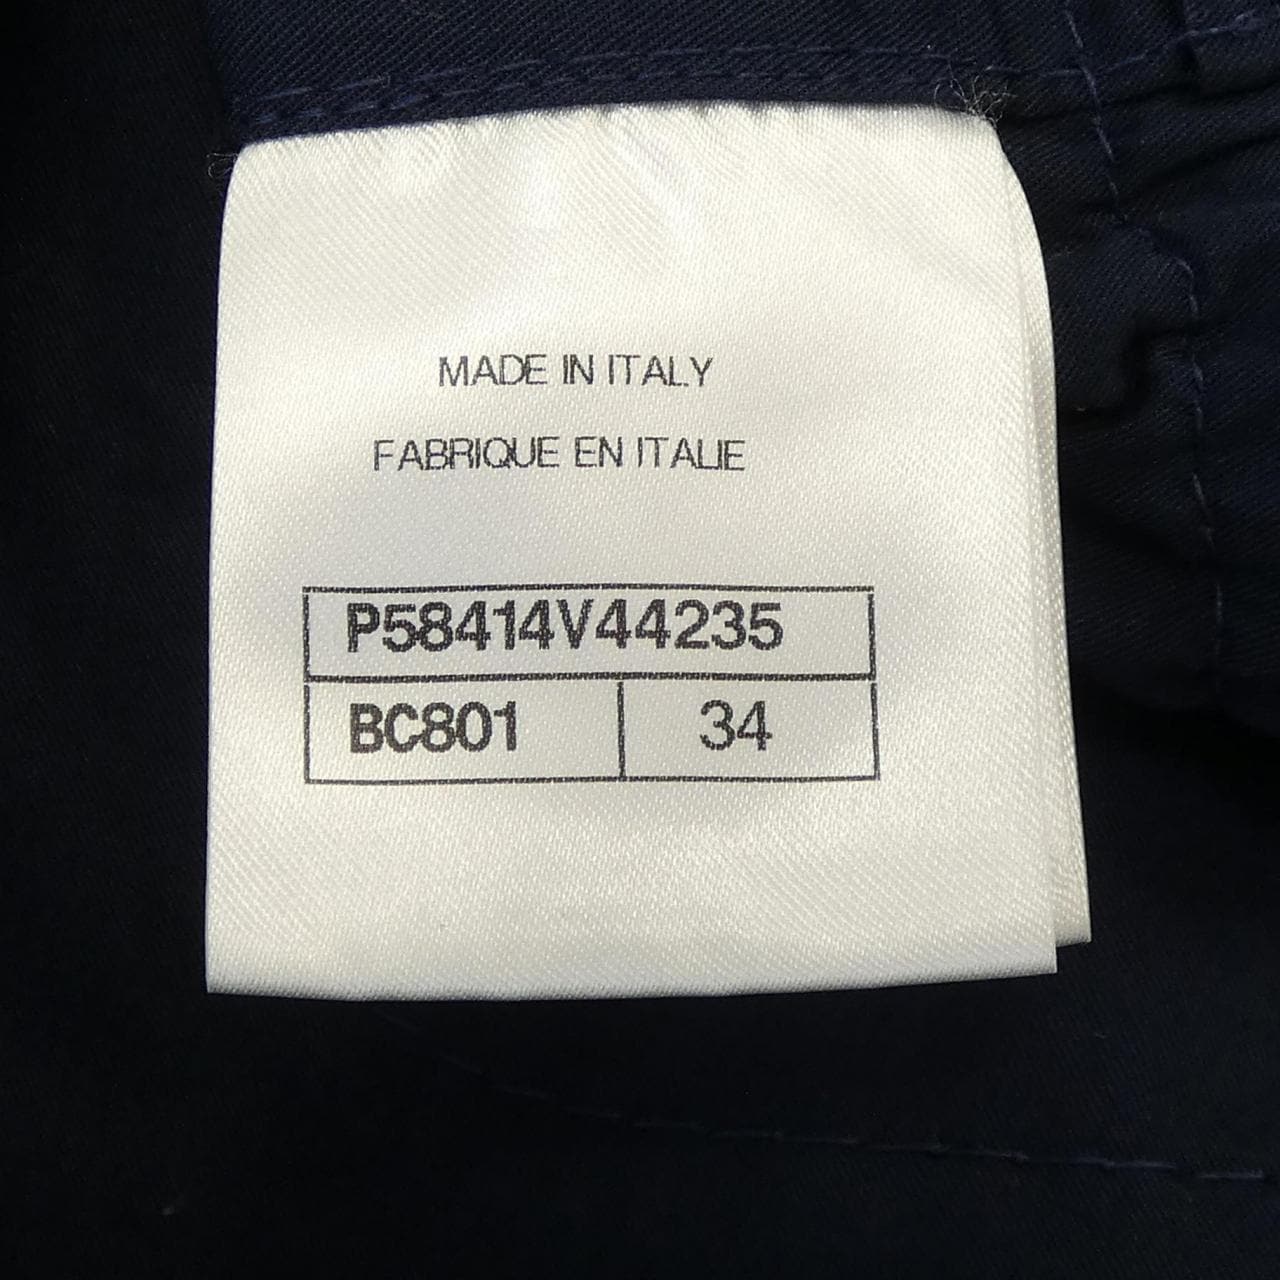 MADE IN ITALY
FABRIQUE EN ITALIE
P58414V44235
BC801
34